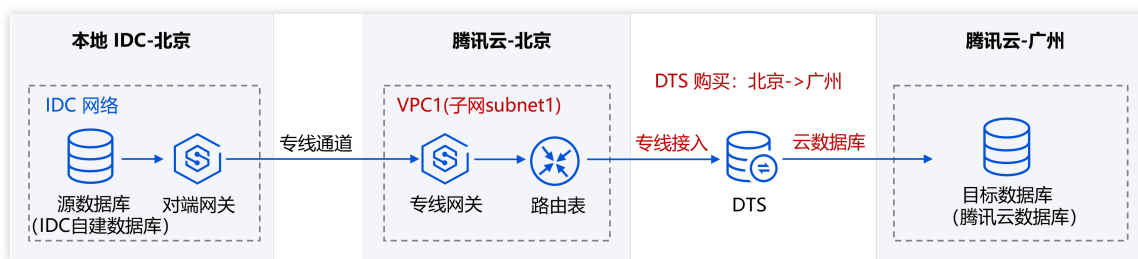 本地 IDC-北京
腾讯云-北京
腾讯云-广州
DTS 购买：北京->广州
IDC 网络
VPC1(子网subnet1)
专线通道
专线接入
云数据库
源数据库
(IDC自建数据库)
对端网关
专线网关
路由表
DTS
目标数据库
(腾讯云数据库)